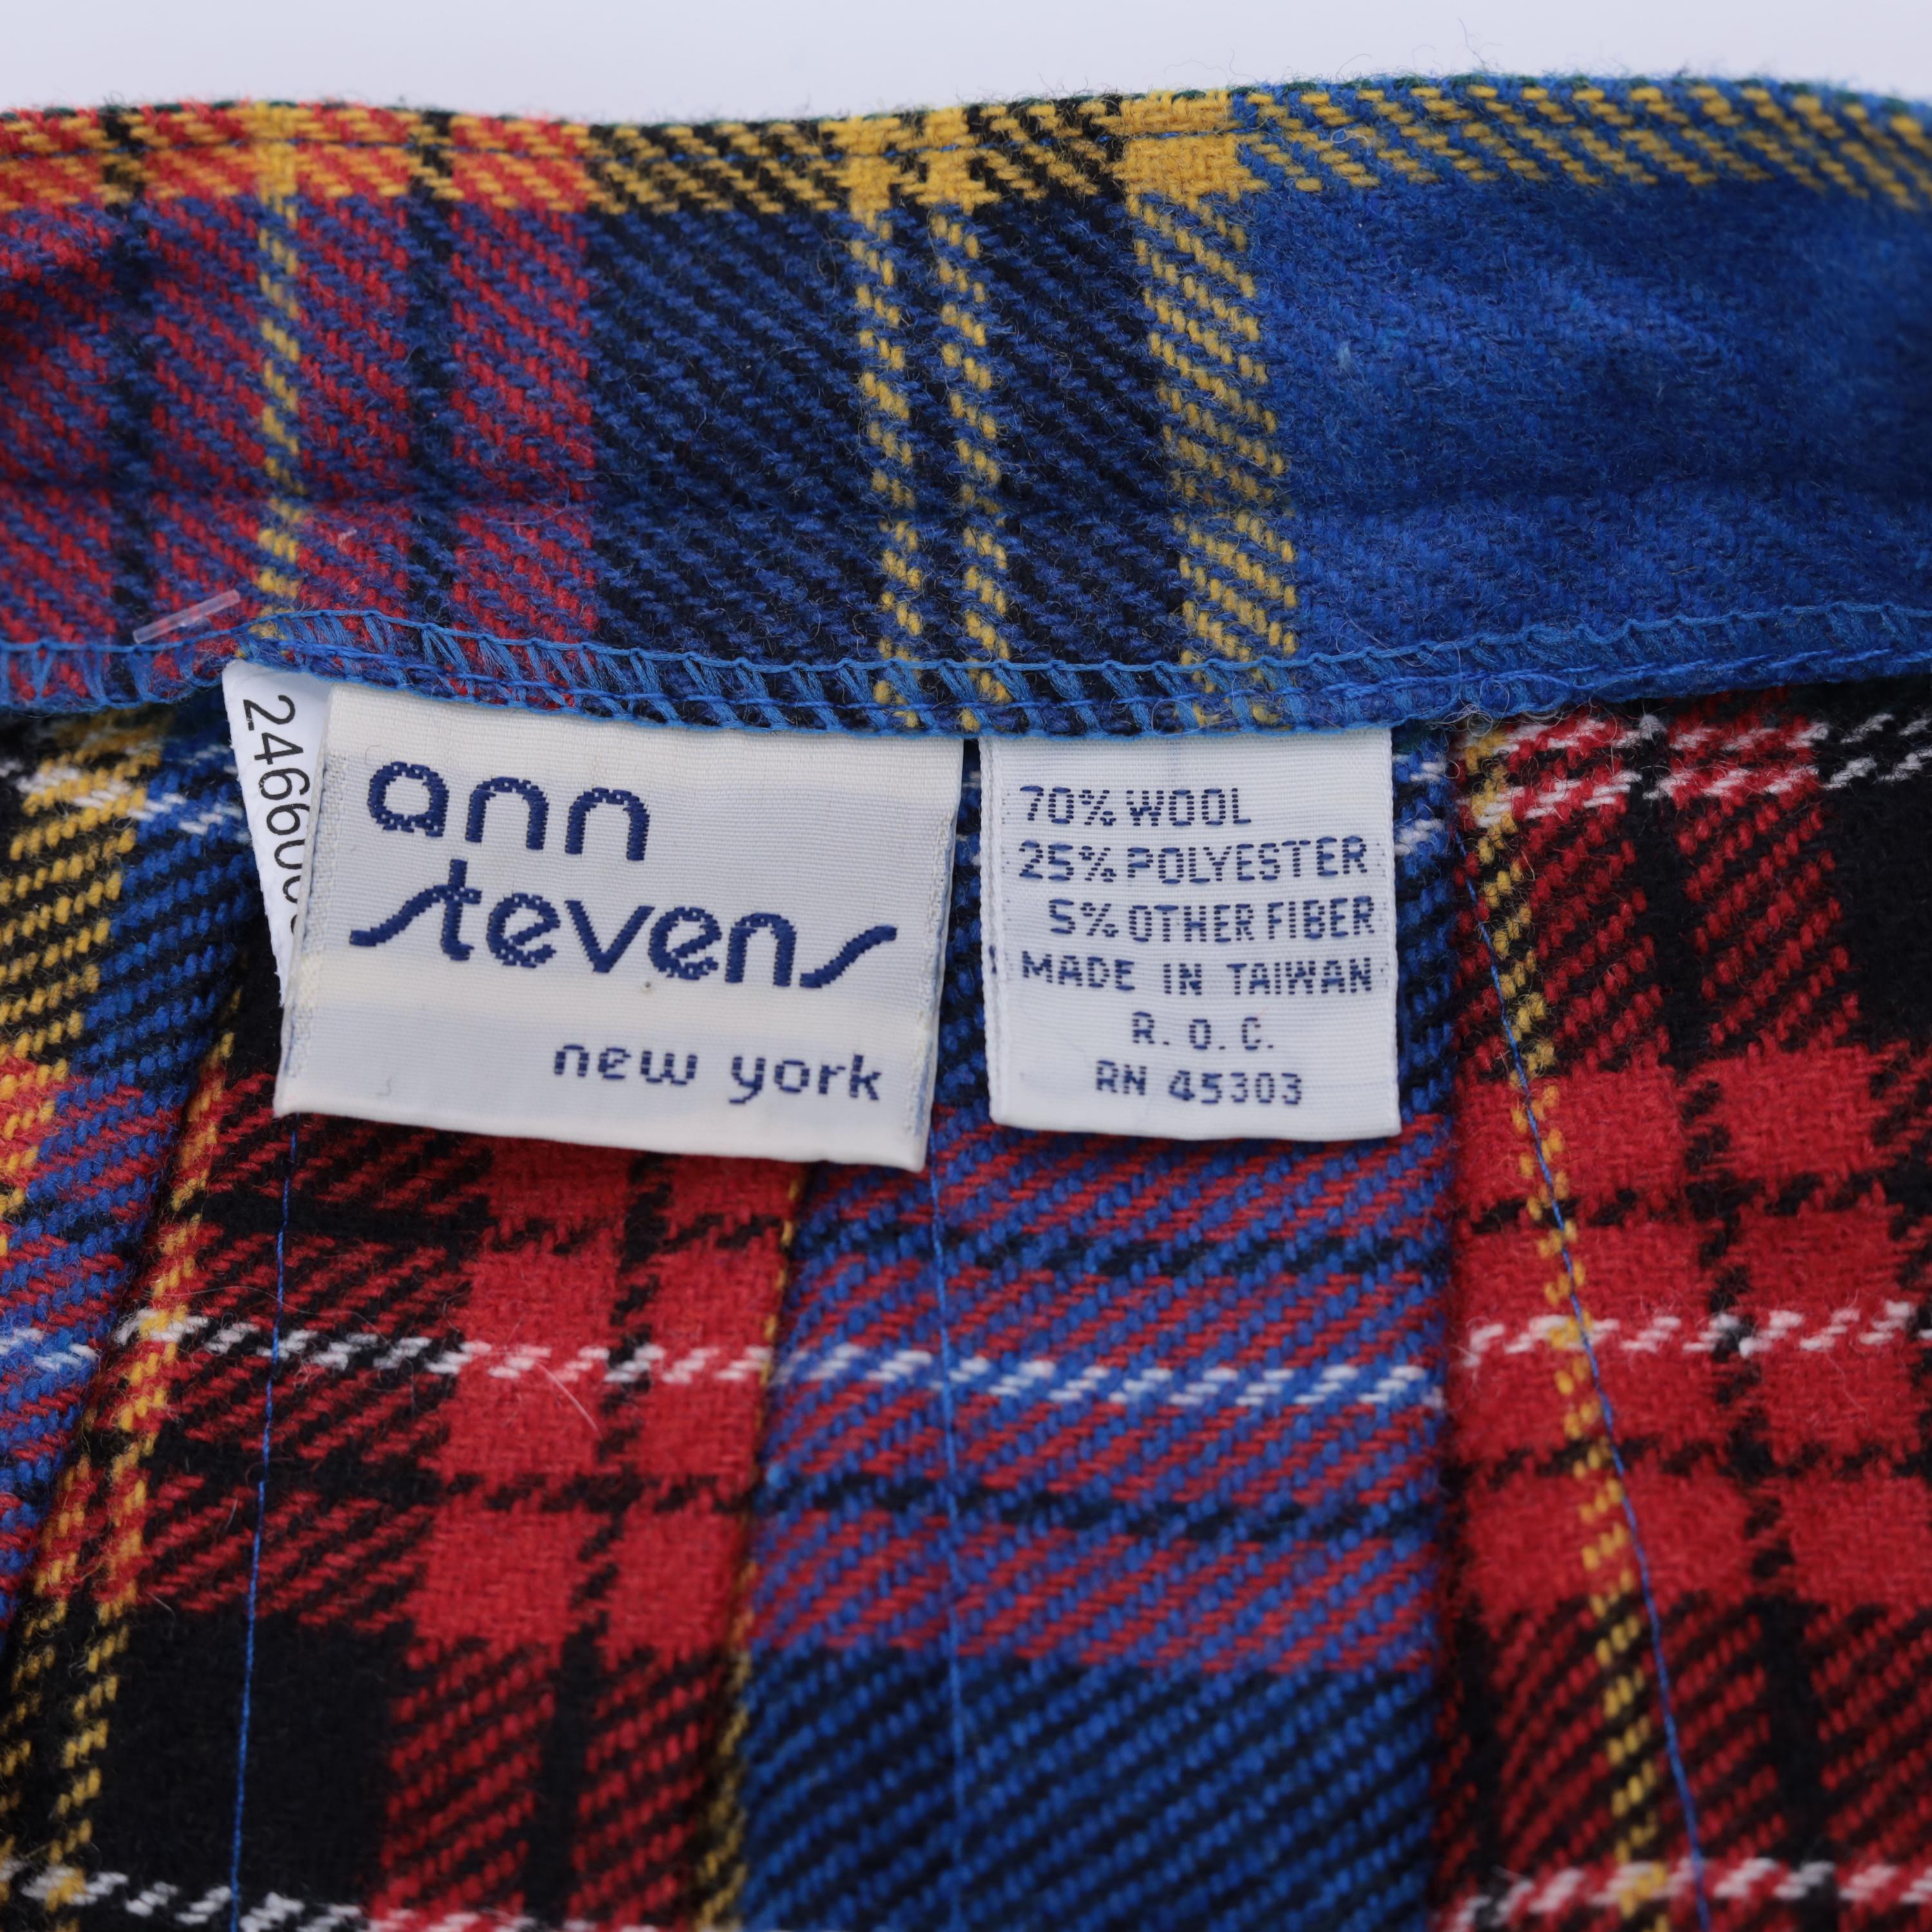 ann
stevens
new york
70% WOOL
25% POLYESTER
5% OTHER FIBER
MADE IN TAIWAN
R. O. C.
RN 45303